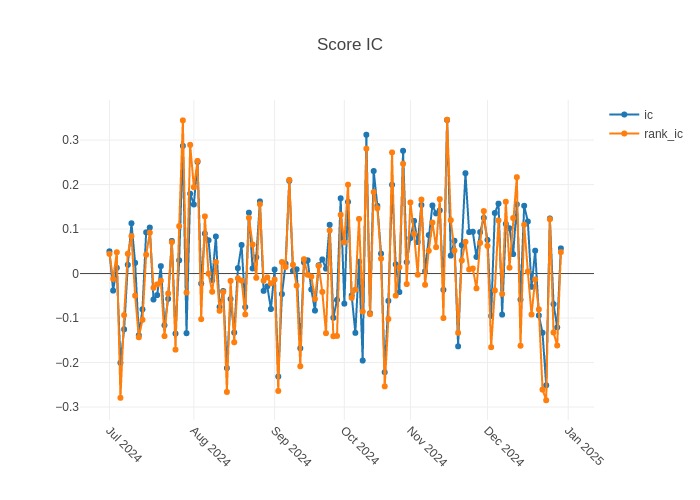 Score IC
ic
rank_ic
0.3
0.2
0.1
0
−0.1
−0.2
−0.3
Jul 2024
Aug 2024
Sep 2024
Oct 2024
Nov 2024
Dec 2024
Jan 2025